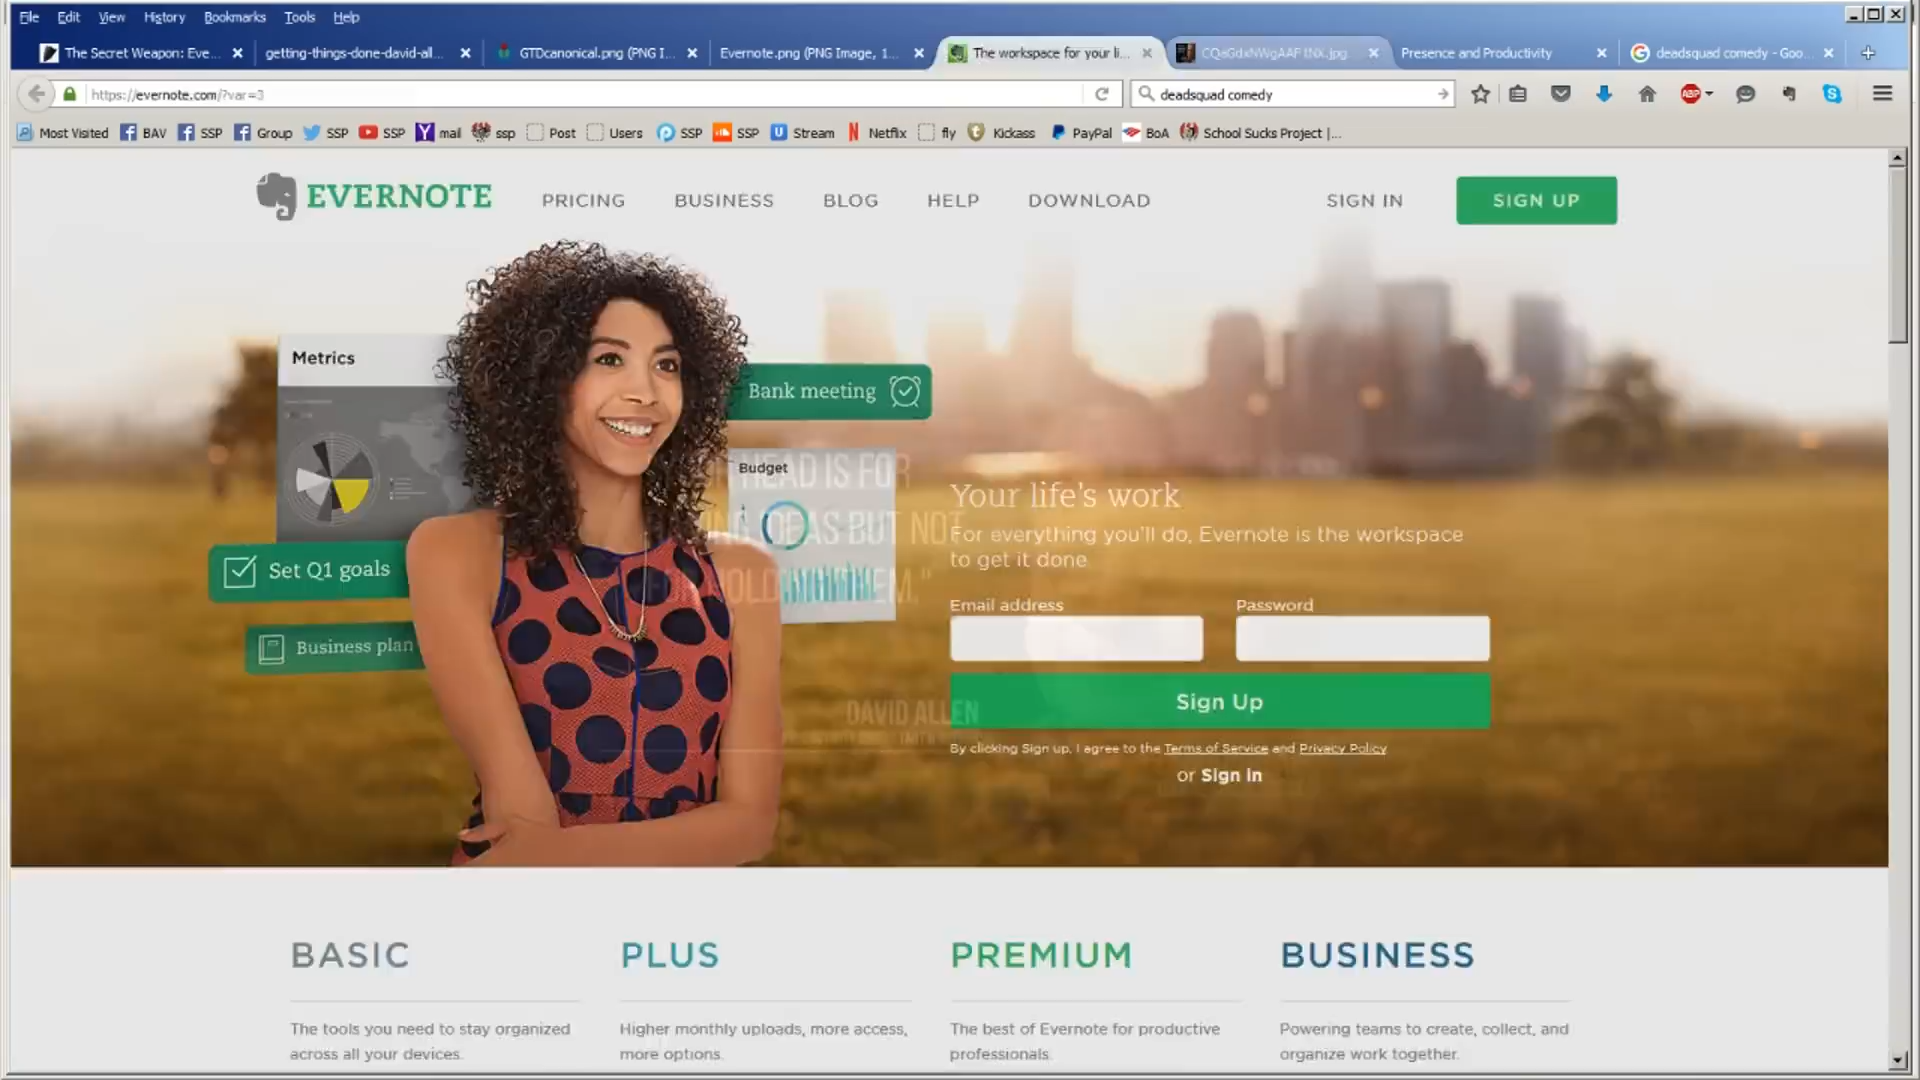 File Edit View History Bookmarks Tools Help
The Secret Weapon: Eve...
getting-things-done-david-all...
GTDcanonical.png (PNG I...
Evernote.png (PNG Image, 1...
The workspace for your li...
Presence and Productivity
deadsquad comedy - Goo...
https://evernote.com/?var=3
deadsquad comedy
ABP
Most Visited BAV SSP Group SSP SSP mail ssp Post Users SSP SSP Stream Netflix fly Kickass PayPal BoA School Sucks Project |...
EVERNOTE
PRICING BUSINESS BLOG HELP DOWNLOAD SIGN IN SIGN UP
Metrics
Bank meeting
Budget
HEAD IS FOR
IDEAS BUT NOT
Set Q1 goals
Business plan
DAVID ALLEN
Your life's work
For everything you'll do, Evernote is the workspace
to get it done
Email address Password
Sign Up
By clicking Sign up, I agree to the Terms of Service and Privacy Policy
or Sign in
BASIC
The tools you need to stay organized
across all your devices.
PLUS
Higher monthly uploads, more access,
more options.
PREMIUM
The best of Evernote for productive
professionals.
BUSINESS
Powering teams to create, collect, and
organize work together.